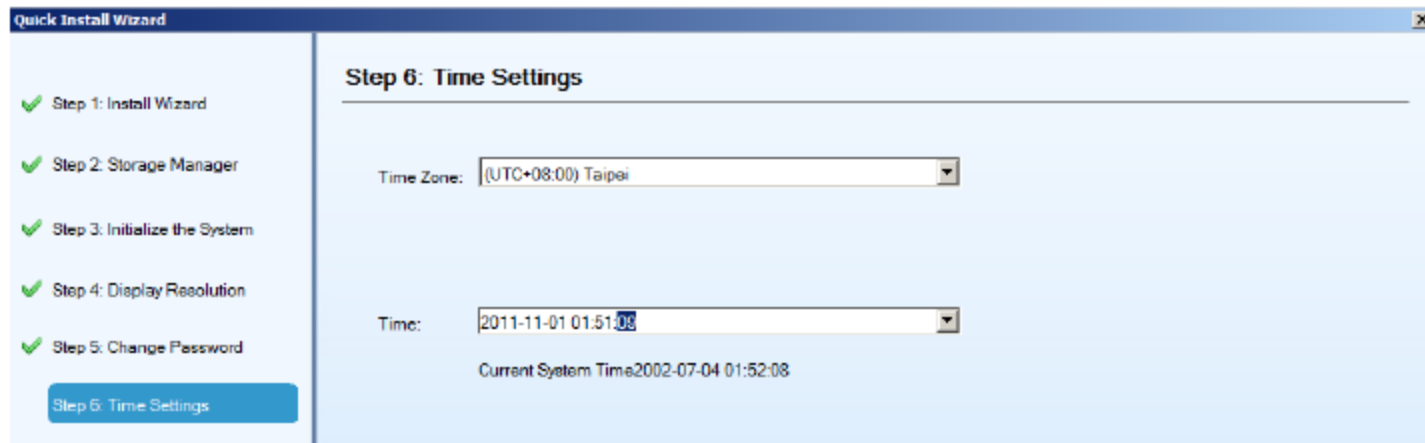 Quick Install Wizard
Step 1: Install Wizard
Step 2: Storage Manager
Step 3: Initialize the System
Step 4: Display Resolution
Step 5: Change Password
Step 6: Time Settings
Step 6: Time Settings
Time Zone: (UTC+08:00) Taipei
Time: 2011-11-01 01:51:09
Current System Time2002-07-04 01:52:08